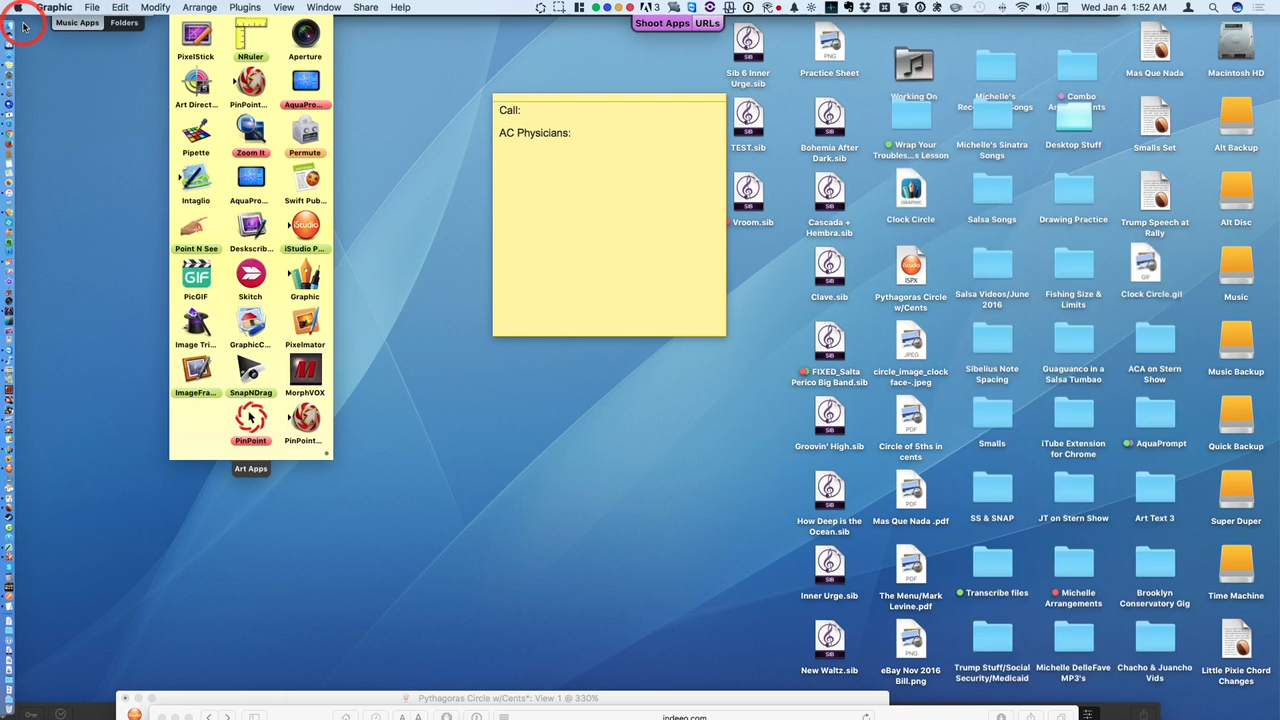 Graphic File Edit Modify Arrange Plugins View Window Share Help
3 Wed Jan 4 1:52 AM
Music Apps Folders
Shoot Apps URLs
PixelStick NRuler Aperture
Art Direct... PinPoint... AquaPro...
Pipette Zoom It Permute
Intaglio AquaPro... Swift Pub...
Point N See Deskscrib... iStudio P...
GIF
PicGIF Skitch Graphic
Image Tri... GraphicC... Pixelmator
ImageFra... SnapNDrag MorphVOX
PinPoint PinPoint...
Art Apps
Call:
AC Physicians:
Sib 6 Inner Urge.sib
Practice Sheet
Working On
Mas Que Nada
Macintosh HD
TEST.sib
Bohemia After Dark.sib
Wrap Your Troubles...s Lesson
Michelle's Sinatra Songs
Desktop Stuff
Smalls Set
Alt Backup
Vroom.sib
Cascada + Hembra.sib
Clock Circle
Salsa Songs
Drawing Practice
Trump Speech at Rally
Alt Disc
Clave.sib
Pythagoras Circle w/Cents
Salsa Videos/June 2016
Fishing Size & Limits
Clock Circle.gif
Music
FIXED_Salta Perico Big Band.sib
circle_image_clock face-.jpeg
Sibelius Note Spacing
Guaguanco in a Salsa Tumbao
ACA on Stern Show
Music Backup
Groovin' High.sib
Circle of 5ths in cents
Smalls
iTube Extension for Chrome
AquaPrompt
Quick Backup
How Deep is the Ocean.sib
Mas Que Nada .pdf
SS & SNAP
JT on Stern Show
Art Text 3
Super Duper
Inner Urge.sib
The Menu/Mark Levine.pdf
Transcribe files
Michelle Arrangements
Brooklyn Conservatory Gig
Time Machine
New Waltz.sib
eBay Nov 2016 Bill.png
Trump Stuff/Social Security/Medicaid
Michelle DelleFave MP3's
Chacho & Juancho Vids
Little Pixie Chord Changes
Pythagoras Circle w/Cents*: View 1 @ 330%
indeeo.com